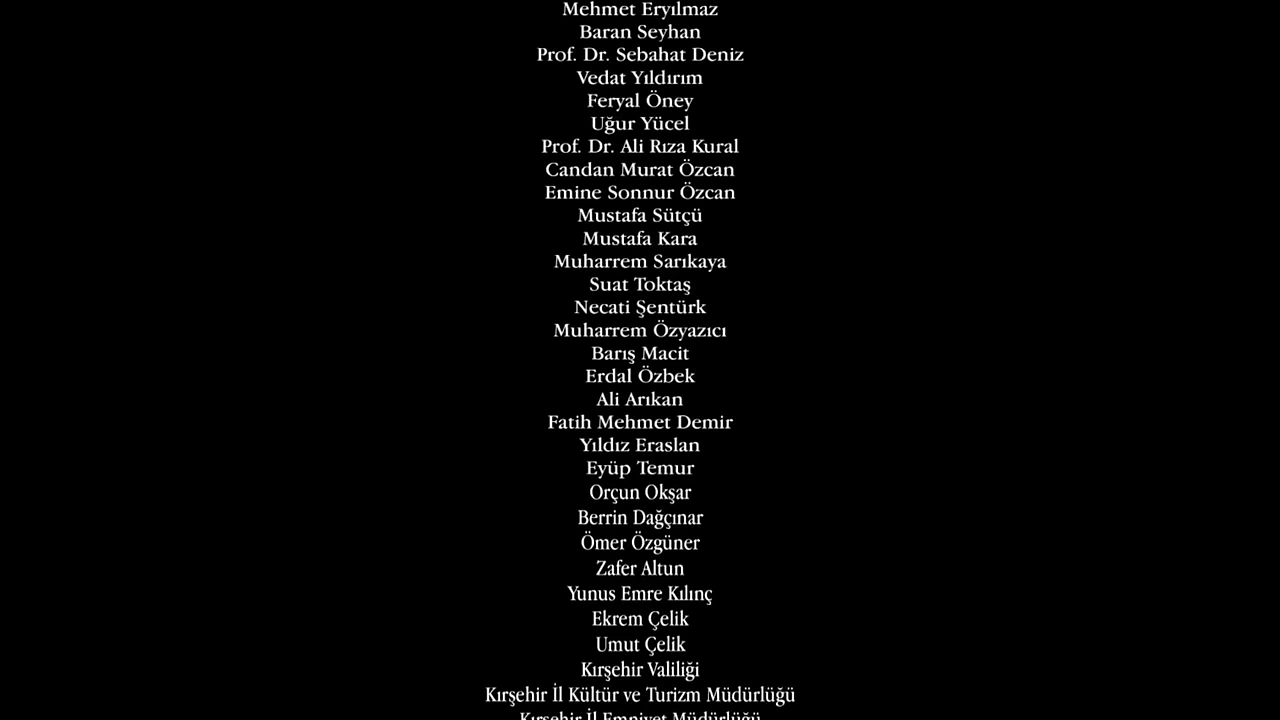 Mehmet Eryılmaz
Baran Seyhan
Prof. Dr. Sebahat Deniz
Vedat Yıldırım
Feryal Öney
Uğur Yücel
Prof. Dr. Ali Rıza Kural
Candan Murat Özcan
Emine Sonnur Özcan
Mustafa Sütçü
Mustafa Kara
Muharrem Sarıkaya
Suat Toktaş
Necati Şentürk
Muharrem Özyazıcı
Barış Macit
Erdal Özbek
Ali Arıkan
Fatih Mehmet Demir
Yıldız Eraslan
Eyüp Temur
Orçun Okşar
Berrin Dağçınar
Ömer Özgüner
Zafer Altun
Yunus Emre Kılınç
Ekrem Çelik
Umut Çelik
Kırşehir Valiliği
Kırşehir İl Kültür ve Turizm Müdürlüğü
Kırşehir İl Emniyet Müdürlüğü